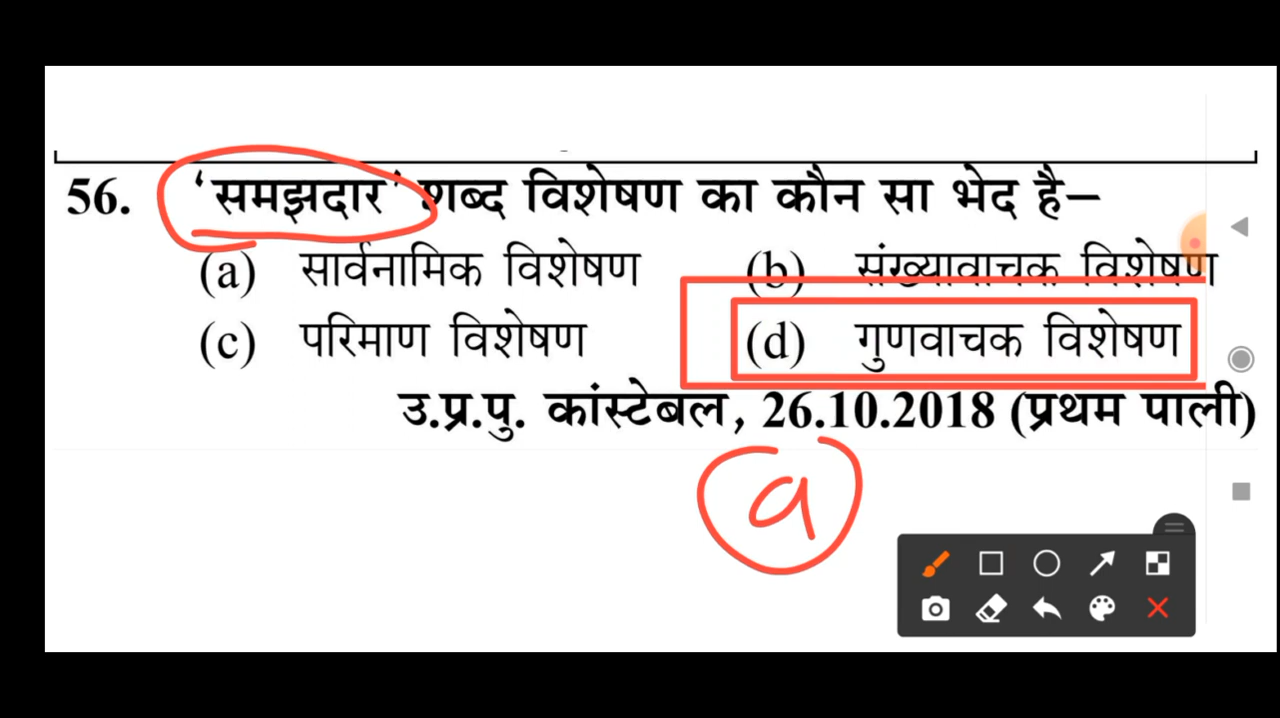 56. 'समझदार' शब्द विशेषण का कौन सा भेद है–
(a) सार्वनामिक विशेषण (b) संख्यावाचक विशेषण
(c) परिमाण विशेषण (d) गुणवाचक विशेषण
उ.प्र.पु. कांस्टेबल, 26.10.2018 (प्रथम पाली)
a